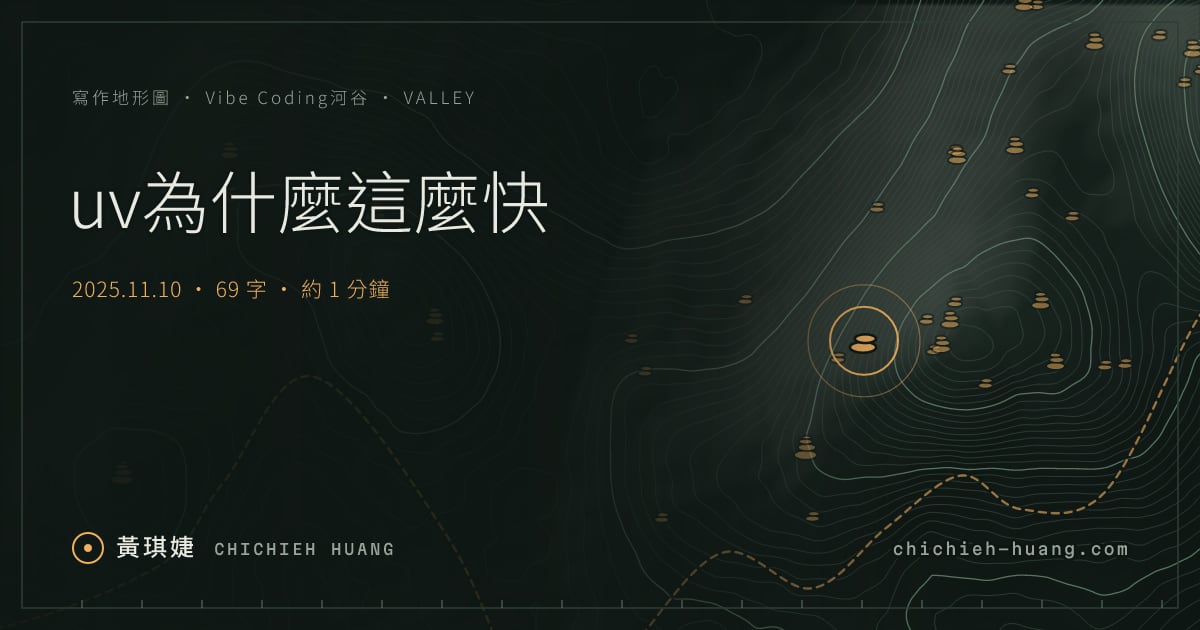 寫作地形圖 ・ Vibe Coding河谷 ・ VALLEY
uv為什麼這麼快
2025.11.10 ・ 69 字 ・ 約 1 分鐘
黃琪婕 CHICHIEH HUANG
chichieh-huang.com